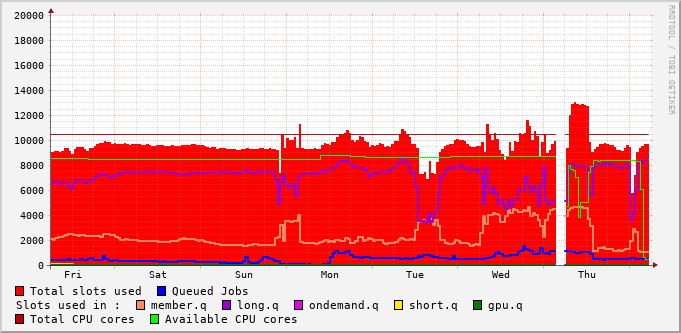 20000
18000
16000
14000
12000
10000
8000
6000
4000
2000
0
Fri Sat Sun Mon Tue Wed Thu
Total slots used Queued Jobs
Slots used in : member.q long.q ondemand.q short.q gpu.q
Total CPU cores Available CPU cores
RRDTOOL / TOBI OETIKER